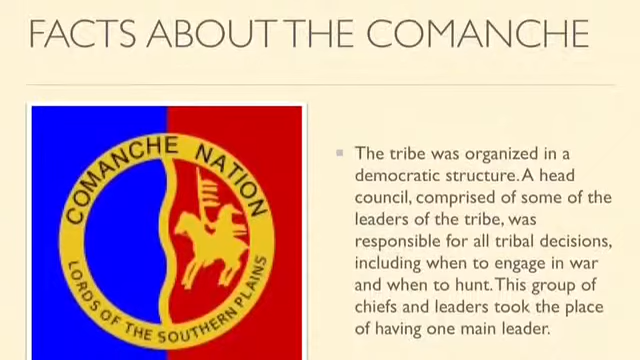 FACTS ABOUT THE COMANCHE
COMANCHE NATION
LORDS OF THE SOUTHERN PLAINS
The tribe was organized in a
democratic structure. A head
council, comprised of some of the
leaders of the tribe, was
responsible for all tribal decisions,
including when to engage in war
and when to hunt. This group of
chiefs and leaders took the place
of having one main leader.